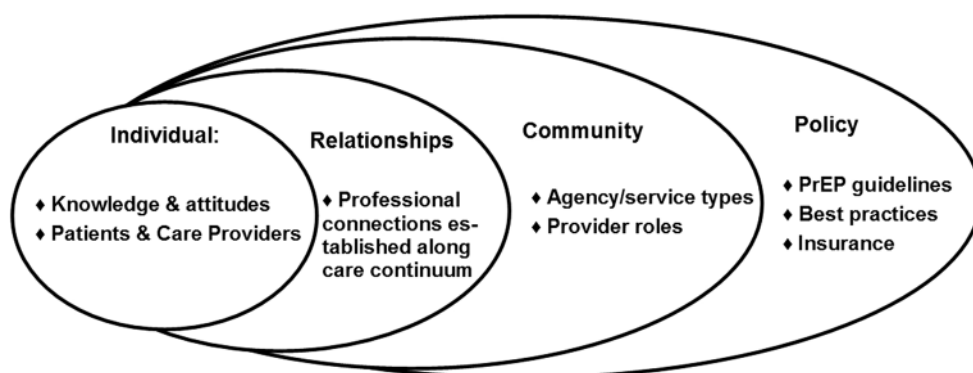 Individual:
♦ Knowledge & attitudes
♦ Patients & Care Providers
Relationships
♦ Professional
connections es-
tablished along
care continuum
Community
♦ Agency/service types
♦ Provider roles
Policy
♦ PrEP guidelines
♦ Best practices
♦ Insurance